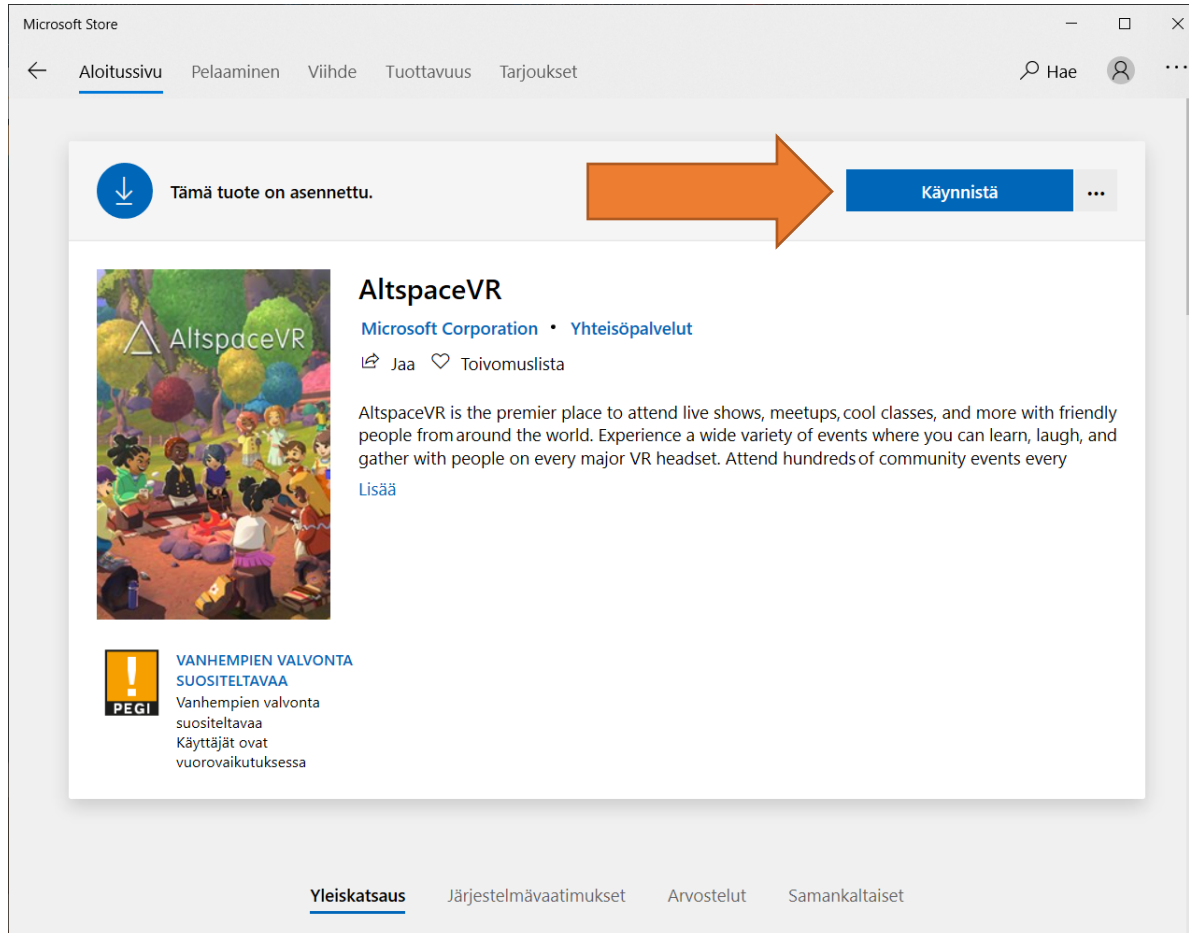 Microsoft Store
Aloitussivu Pelaaminen Viihde Tuottavuus Tarjoukset Hae
Tämä tuote on asennettu.
Käynnistä
AltspaceVR
AltspaceVR
Microsoft Corporation • Yhteisöpalvelut
Jaa Toivomuslista
AltspaceVR is the premier place to attend live shows, meetups, cool classes, and more with friendly
people from around the world. Experience a wide variety of events where you can learn, laugh, and
gather with people on every major VR headset. Attend hundreds of community events every
Lisää
PEGI
VANHEMPIEN VALVONTA
SUOSITELTAVAA
Vanhempien valvonta
suositeltavaa
Käyttäjät ovat
vuorovaikutuksessa
Yleiskatsaus Järjestelmävaatimukset Arvostelut Samankaltaiset